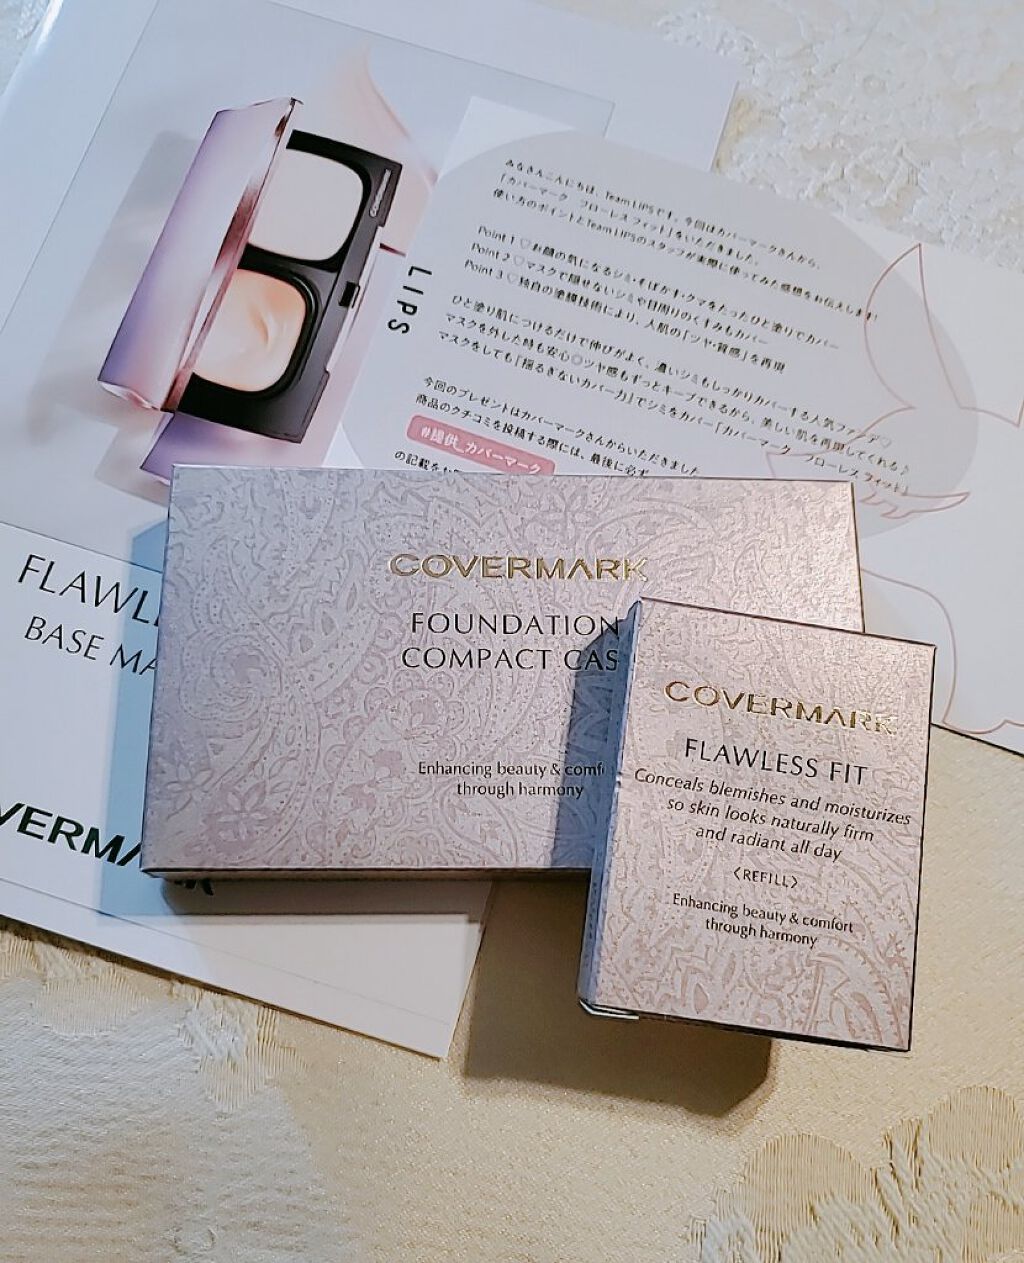 COVERMARK
みなさんこんにちは、Team LIPSです。今回はカバーマークさんから、
「カバーマーク フローレス フィット」をいただきました。
使い方のポイントとTeam LIPSのスタッフが実際に使ってみた感想をお伝えします!
Point 1 ♡お顔の気になるシミ・そばかす・クマをたったひと塗りでカバー
Point 2 ♡マスクで隠せないシミや目周りのくすみもカバー
Point 3 ♡独自の塗膜技術により、人肌の「ツヤ・質感」を再現
LIPS
ひと塗り肌につけるだけで伸びがよく、濃いシミもしっかりカバーする人気ファンデ♡
マスクを外した時も安心◎ツヤ感もずっとキープできるから、美しい肌を再現してくれる♪
マスクをしても「揺るぎないカバー力」でシミをカバー「カバーマーク フローレス フィット」
今回のプレゼントはカバーマークさんからいただきました
商品のクチコミを投稿する際には、最後に必ず
#提供_カバーマーク
の記載をお
FLAWL
BASE MA
VERMA
COVERMARK
FOUNDATION
COMPACT CAS
Enhancing beauty & comf
through harmony
COVERMARK
FLAWLESS FIT
Conceals blemishes and moisturizes
so skin looks naturally firm
and radiant all day
<REFILL>
Enhancing beauty & comfort
through harmony